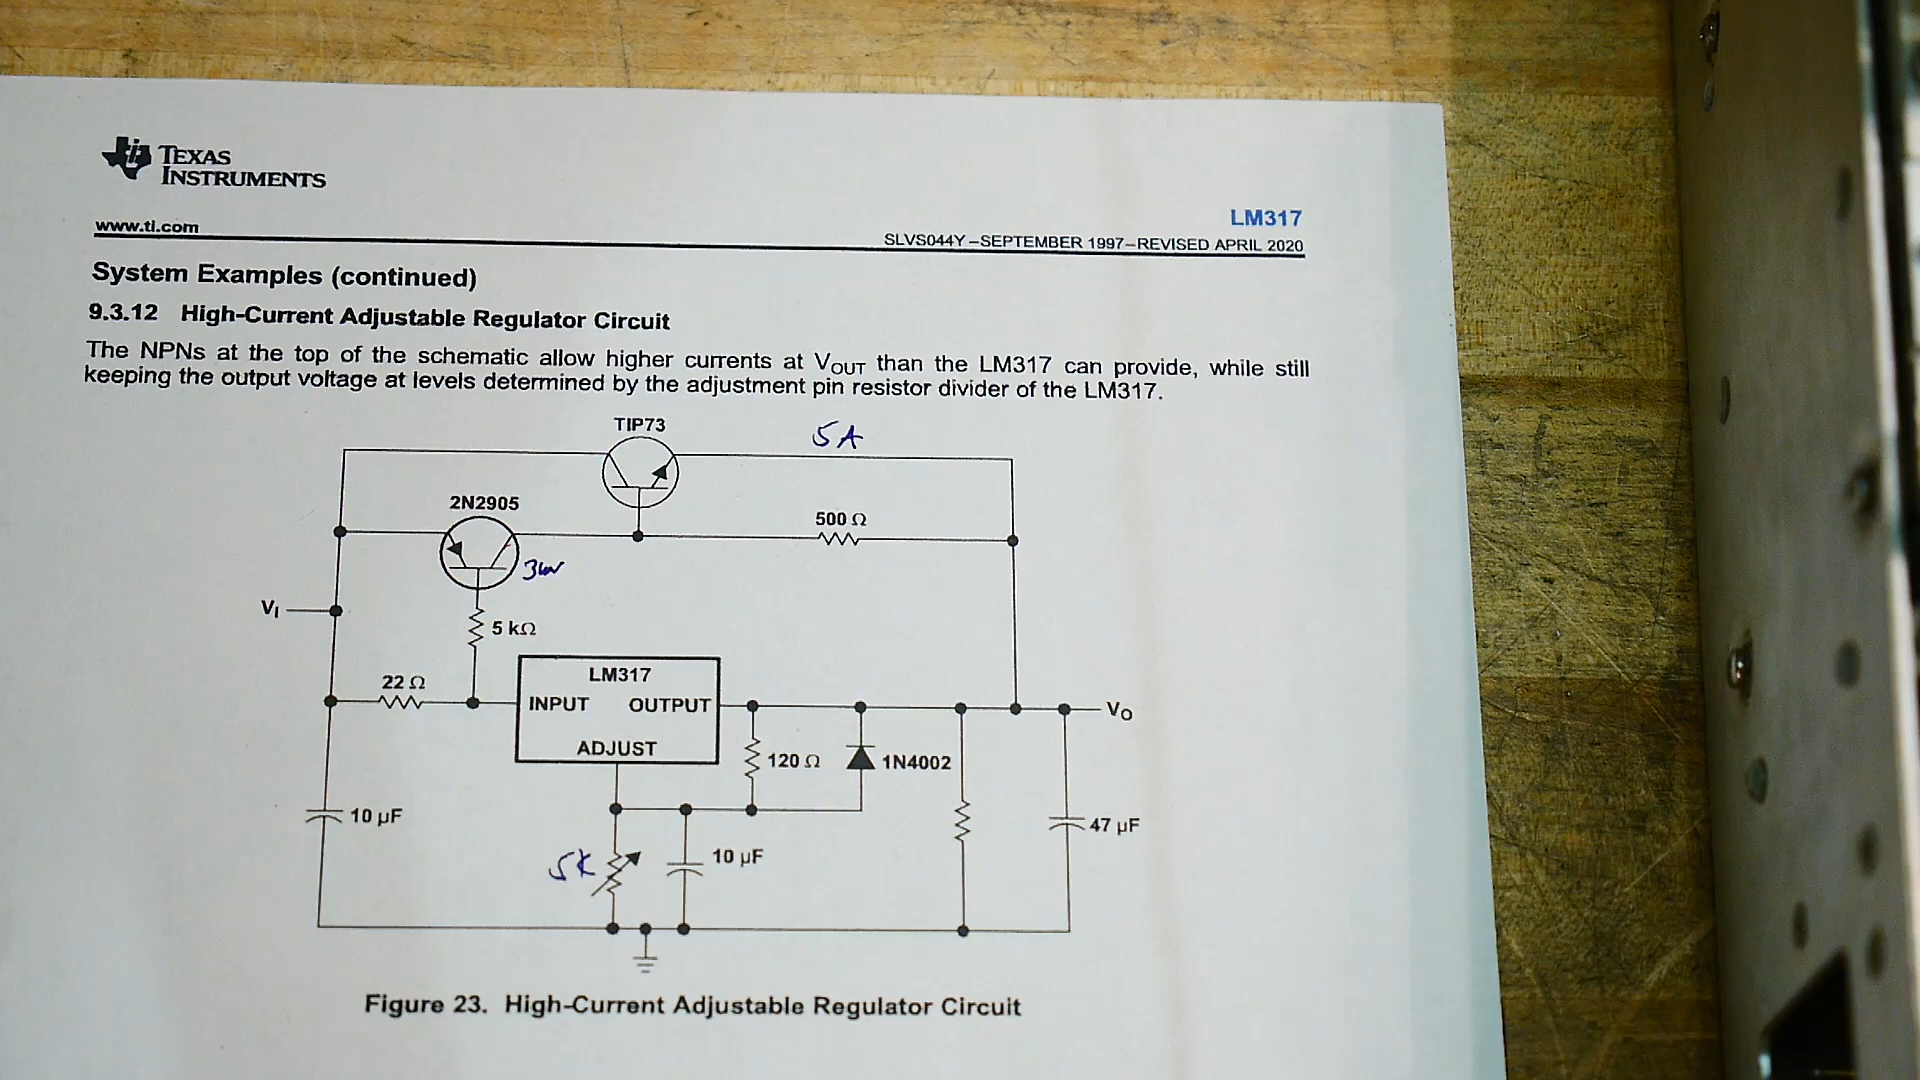 TEXAS
INSTRUMENTS
LM317
www.ti.com
SLVS044Y–SEPTEMBER 1997–REVISED APRIL 2020
System Examples (continued)
9.3.12 High-Current Adjustable Regulator Circuit
The NPNs at the top of the schematic allow higher currents at VOUT than the LM317 can provide, while still
keeping the output voltage at levels determined by the adjustment pin resistor divider of the LM317.
TIP73
5A
2N2905
500 Ω
3W
VI
5 kΩ
22 Ω
LM317
INPUT OUTPUT
ADJUST
VO
120 Ω
1N4002
10 µF
47 µF
5K
10 µF
Figure 23. High-Current Adjustable Regulator Circuit